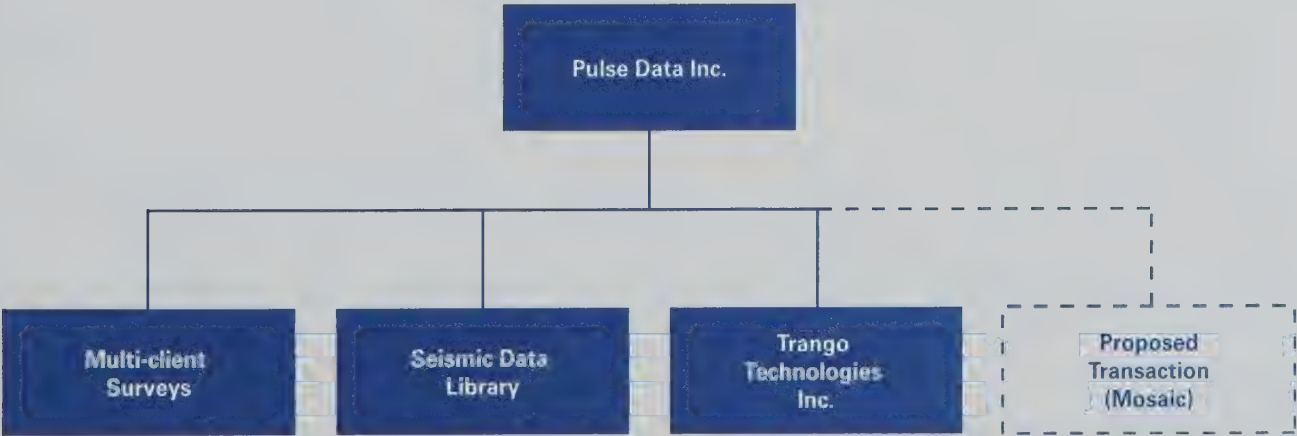 Pulse Data Inc.
Multi-client
Surveys
Seismic Data
Library
Trango
Technologies
Inc.
Proposed
Transaction
(Mosaic)